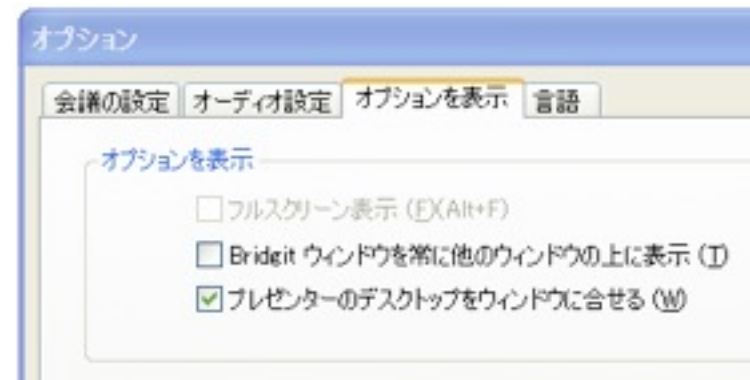 オプション
会議の設定 オーディオ設定 オプションを表示 言語
オプションを表示
フルスクリーン表示 (F)(Alt+F)
Bridgit ウィンドウを常に他のウィンドウの上に表示 (T)
プレゼンターのデスクトップをウィンドウに合せる (W)